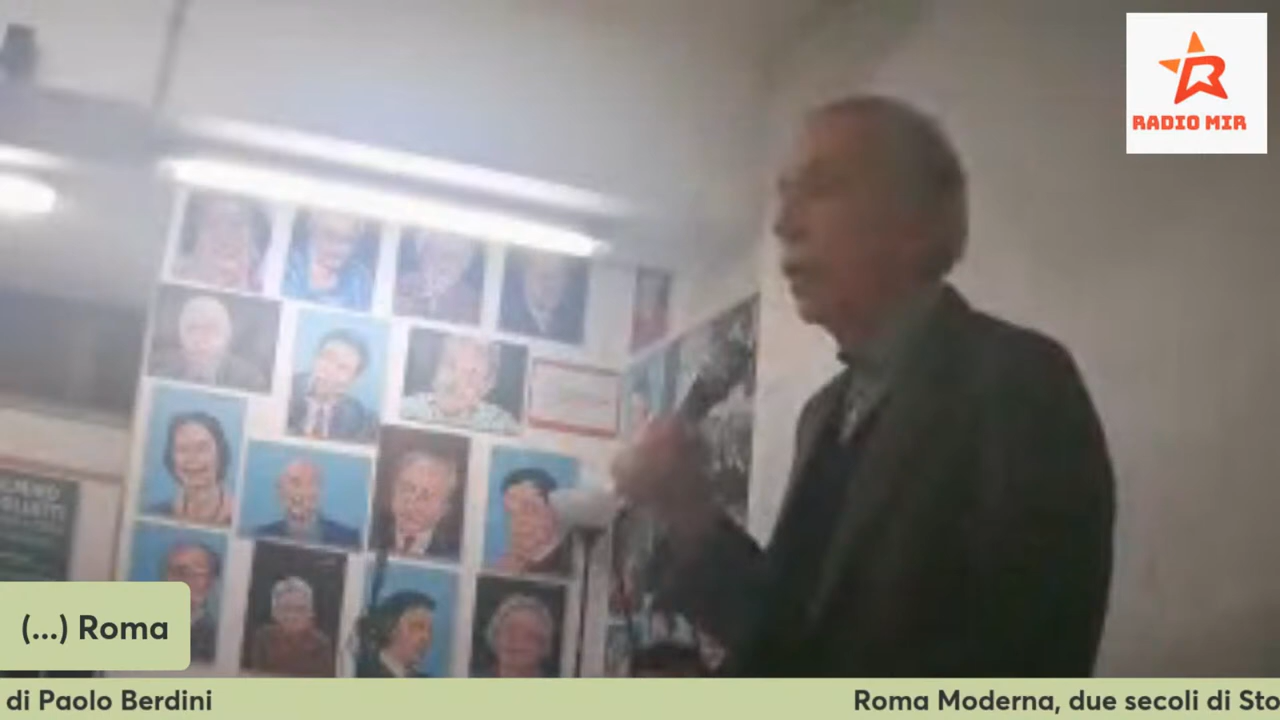 RADIO MIR
(...) Roma
di Paolo Berdini
Roma Moderna, due secoli di Sto